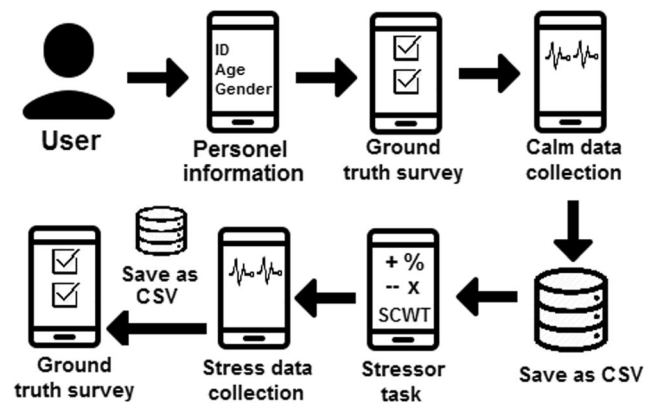 ID
Age
Gender
User
Personel
information
Ground
truth survey
Calm data
collection
Save as
CSV
+ %
-- x
SCWT
Ground
truth survey
Stress data
collection
Stressor
task
Save as CSV